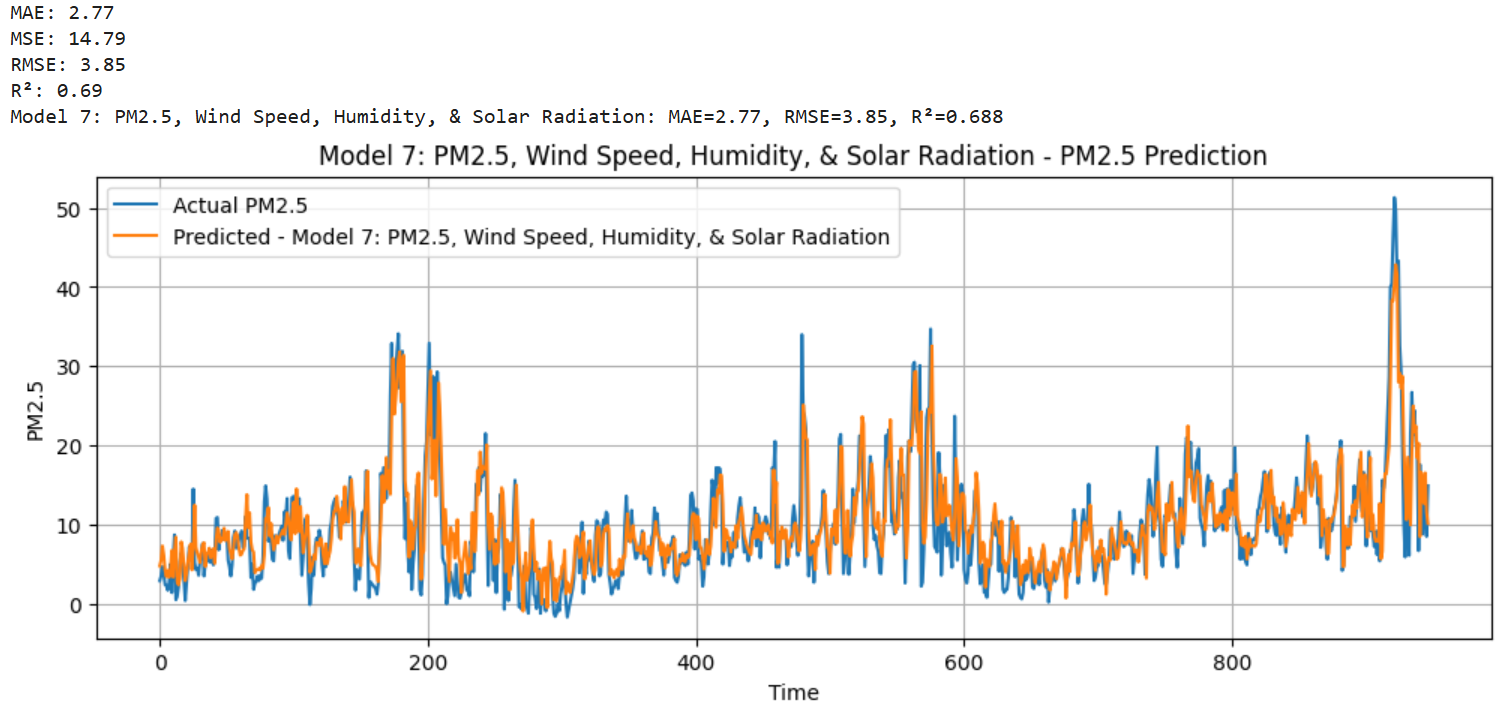 MAE: 2.77
MSE: 14.79
RMSE: 3.85
R²: 0.69
Model 7: PM2.5, Wind Speed, Humidity, & Solar Radiation: MAE=2.77, RMSE=3.85, R²=0.688
Model 7: PM2.5, Wind Speed, Humidity, & Solar Radiation - PM2.5 Prediction
Actual PM2.5
Predicted - Model 7: PM2.5, Wind Speed, Humidity, & Solar Radiation
PM2.5
50
40
30
20
10
0
0 200 400 600 800
Time